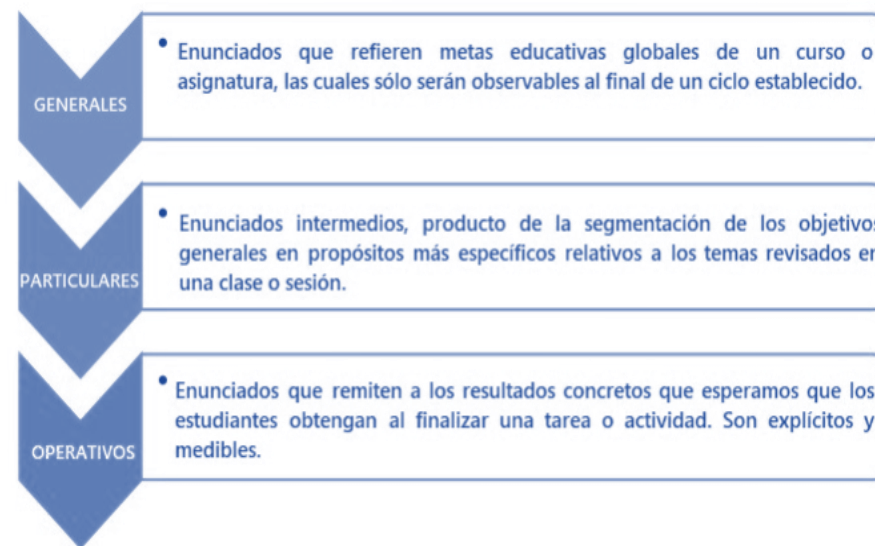 GENERALES
• Enunciados que refieren metas educativas globales de un curso o
asignatura, las cuales sólo serán observables al final de un ciclo establecido.
PARTICULARES
• Enunciados intermedios, producto de la segmentación de los objetivos
generales en propósitos más específicos relativos a los temas revisados en
una clase o sesión.
OPERATIVOS
• Enunciados que remiten a los resultados concretos que esperamos que los
estudiantes obtengan al finalizar una tarea o actividad. Son explícitos y
medibles.